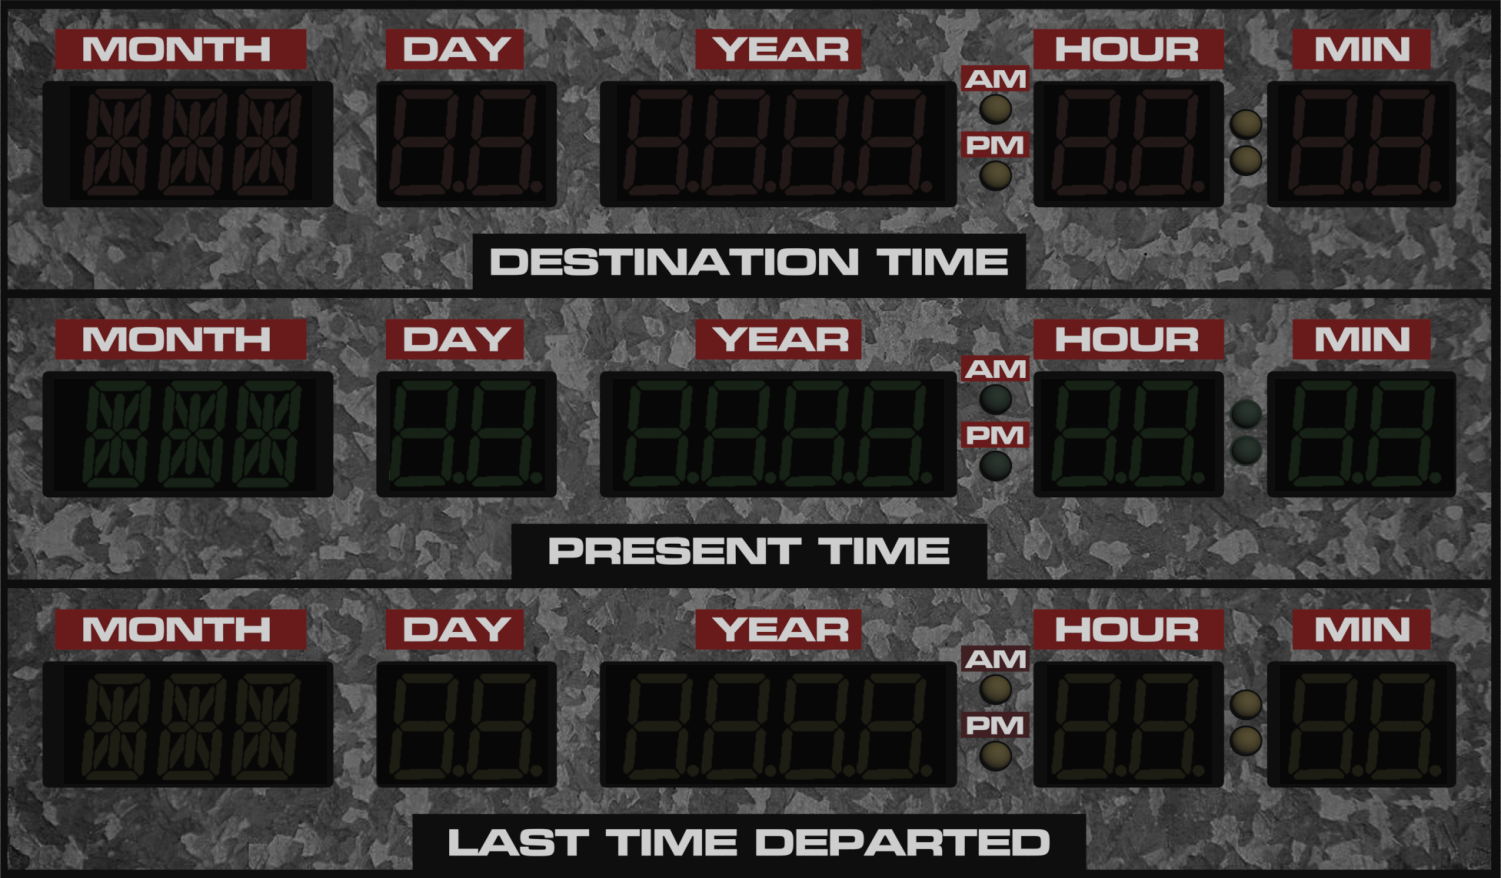 MONTH DAY YEAR HOUR MIN
AM
PM
DESTINATION TIME
MONTH DAY YEAR HOUR MIN
AM
PM
PRESENT TIME
MONTH DAY YEAR HOUR MIN
AM
PM
LAST TIME DEPARTED